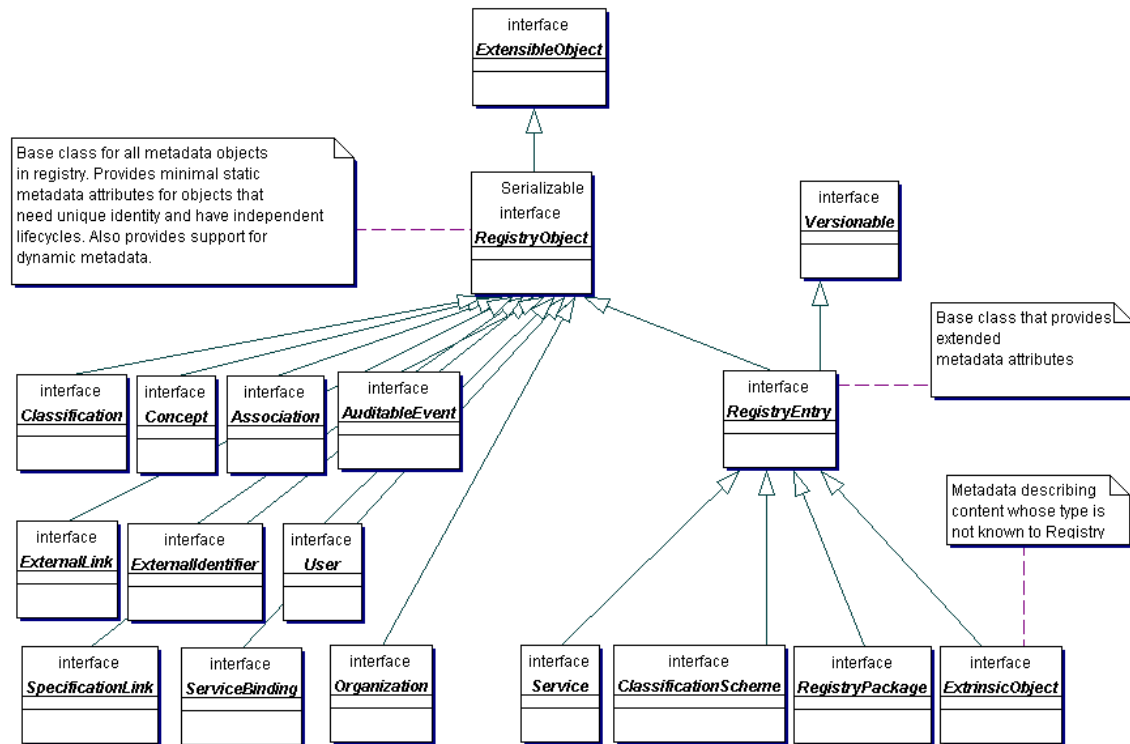 interface
ExtensibleObject
Base class for all metadata objects
in registry. Provides minimal static
metadata attributes for objects that
need unique identity and have independent
lifecycles. Also provides support for
dynamic metadata.
Serializable
interface
RegistryObject
interface
Versionable
Base class that provides
extended
metadata attributes
interface
Classification
interface
Concept
interface
Association
interface
AuditableEvent
interface
RegistryEntry
Metadata describing
content whose type is
not known to Registry
interface
ExternalLink
interface
ExternalIdentifier
interface
User
interface
SpecificationLink
interface
ServiceBinding
interface
Organization
interface
Service
interface
ClassificationScheme
interface
RegistryPackage
interface
ExtrinsicObject